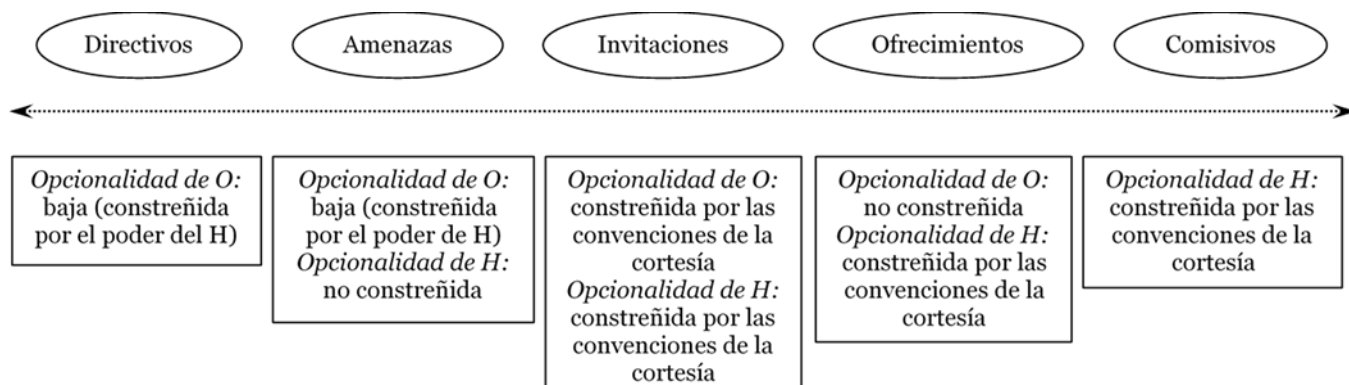 Directivos
Amenazas
Invitaciones
Ofrecimientos
Comisivos
Opcionalidad de O:
baja (constreñida
por el poder del H)
Opcionalidad de O:
baja (constreñida
por el poder de H)
Opcionalidad de H:
no constreñida
Opcionalidad de O:
constreñida por las
convenciones de la
cortesía
Opcionalidad de H:
constreñida por las
convenciones de la
cortesía
Opcionalidad de O:
no constreñida
Opcionalidad de H:
constreñida por las
convenciones de la
cortesía
Opcionalidad de H:
constreñida por las
convenciones de la
cortesía